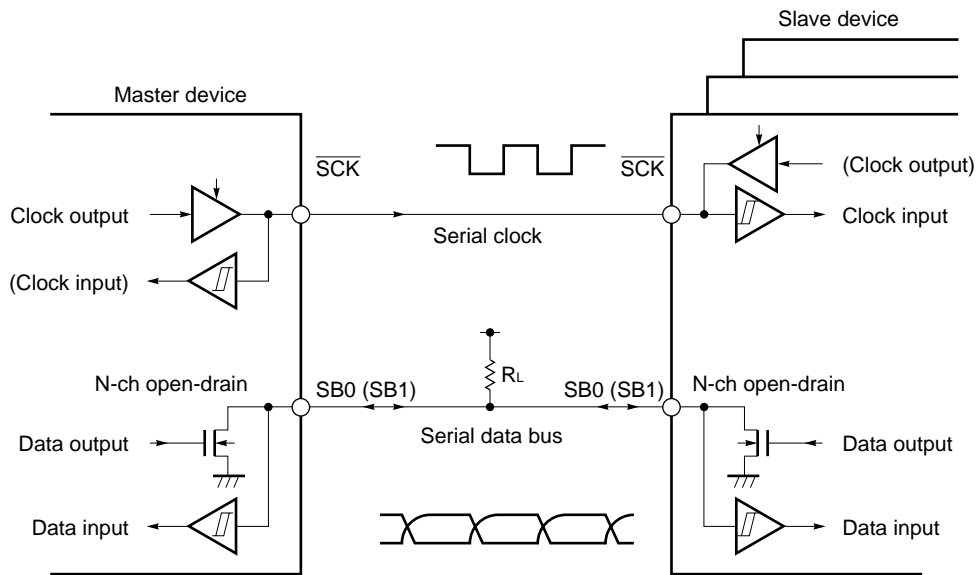 Slave device
Master device
SCK
SCK
(Clock output)
Clock output
Serial clock
Clock input
(Clock input)
RL
N-ch open-drain
SB0 (SB1)
SB0 (SB1)
N-ch open-drain
Serial data bus
Data output
Data output
Data input
Data input